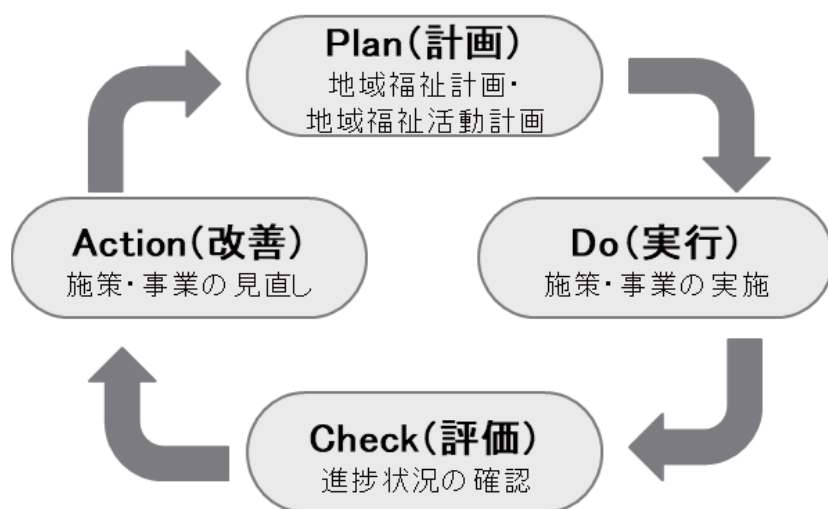 Plan(計画)
地域福祉計画・
地域福祉活動計画
Do(実行)
施策・事業の実施
Check(評価)
進捗状況の確認
Action(改善)
施策・事業の見直し